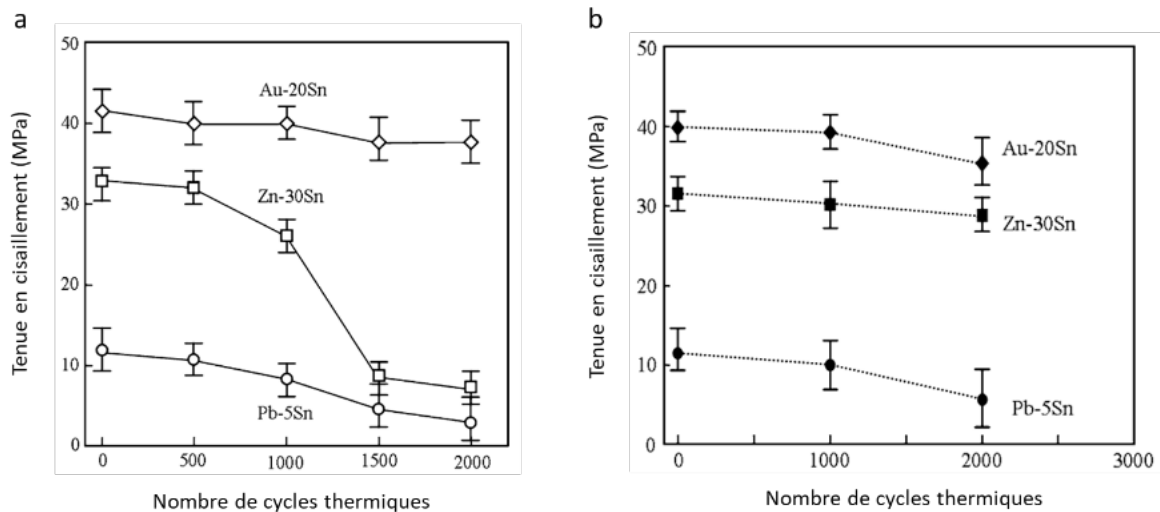 a
50
40
30
20
10
0
Tenue en cisaillement (MPa)
Au-20Sn
Zn-30Sn
Pb-5Sn
0 500 1000 1500 2000
Nombre de cycles thermiques
b
50
40
30
20
10
0
Tenue en cisaillement (MPa)
Au-20Sn
Zn-30Sn
Pb-5Sn
0 1000 2000 3000
Nombre de cycles thermiques